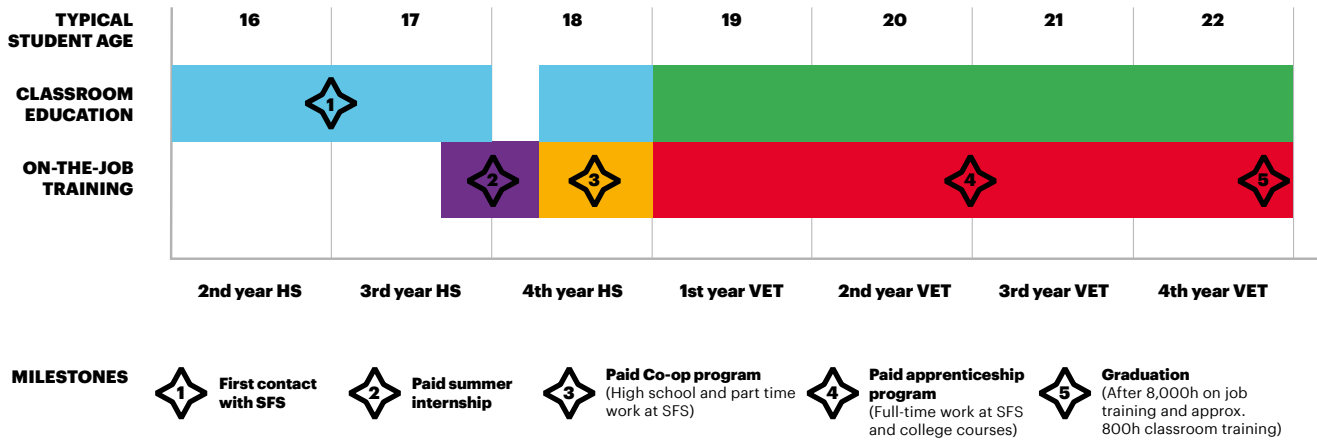 TYPICAL
STUDENT AGE
16 17 18 19 20 21 22
CLASSROOM
EDUCATION
1
ON-THE-JOB
TRAINING
2 3 4 5
2nd year HS 3rd year HS 4th year HS 1st year VET 2nd year VET 3rd year VET 4th year VET
MILESTONES
1
First contact
with SFS
2
Paid summer
internship
3
Paid Co-op program
(High school and part time
work at SFS)
4
Paid apprenticeship
program
(Full-time work at SFS
and college courses)
5
Graduation
(After 8,000h on job
training and approx.
800h classroom training)